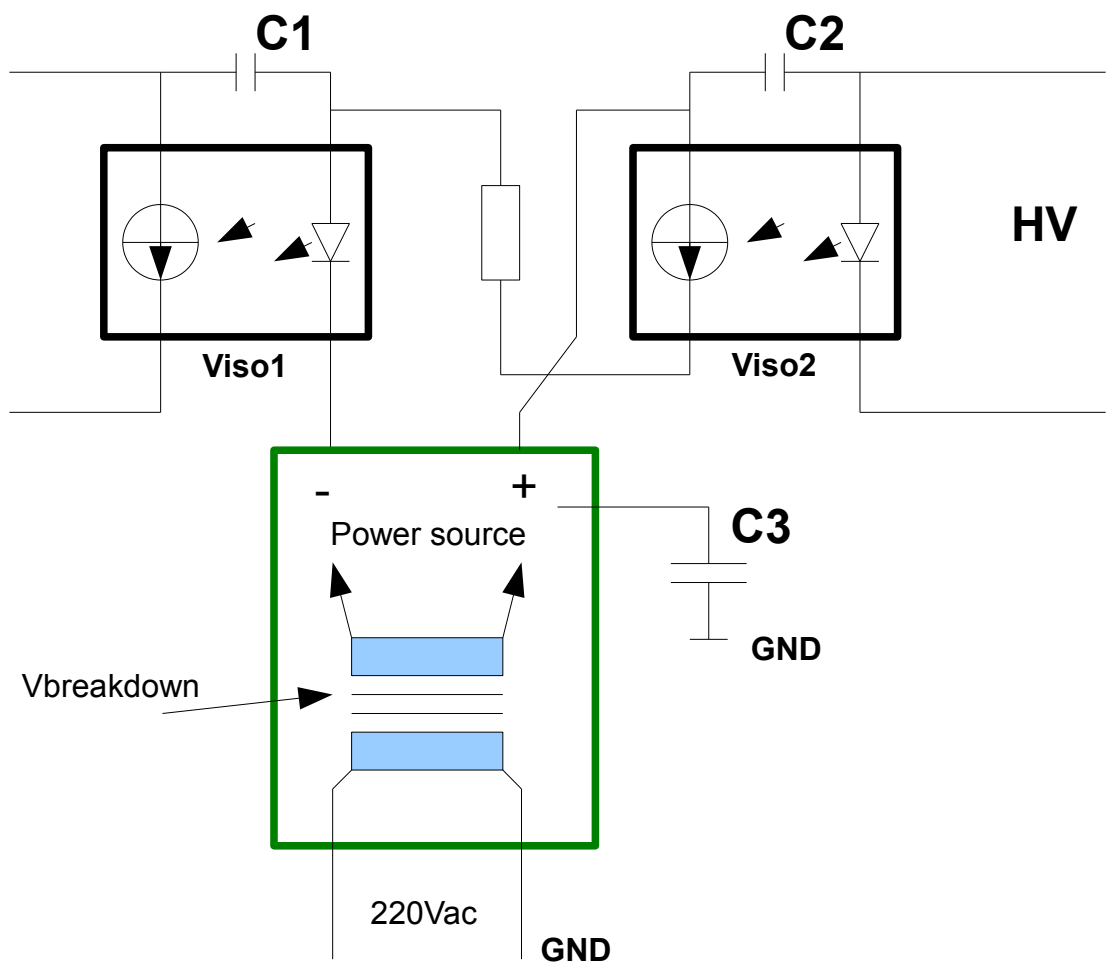 C1
C2
HV
Viso1
Viso2
- +
Power source
C3
GND
Vbreakdown
220Vac
GND